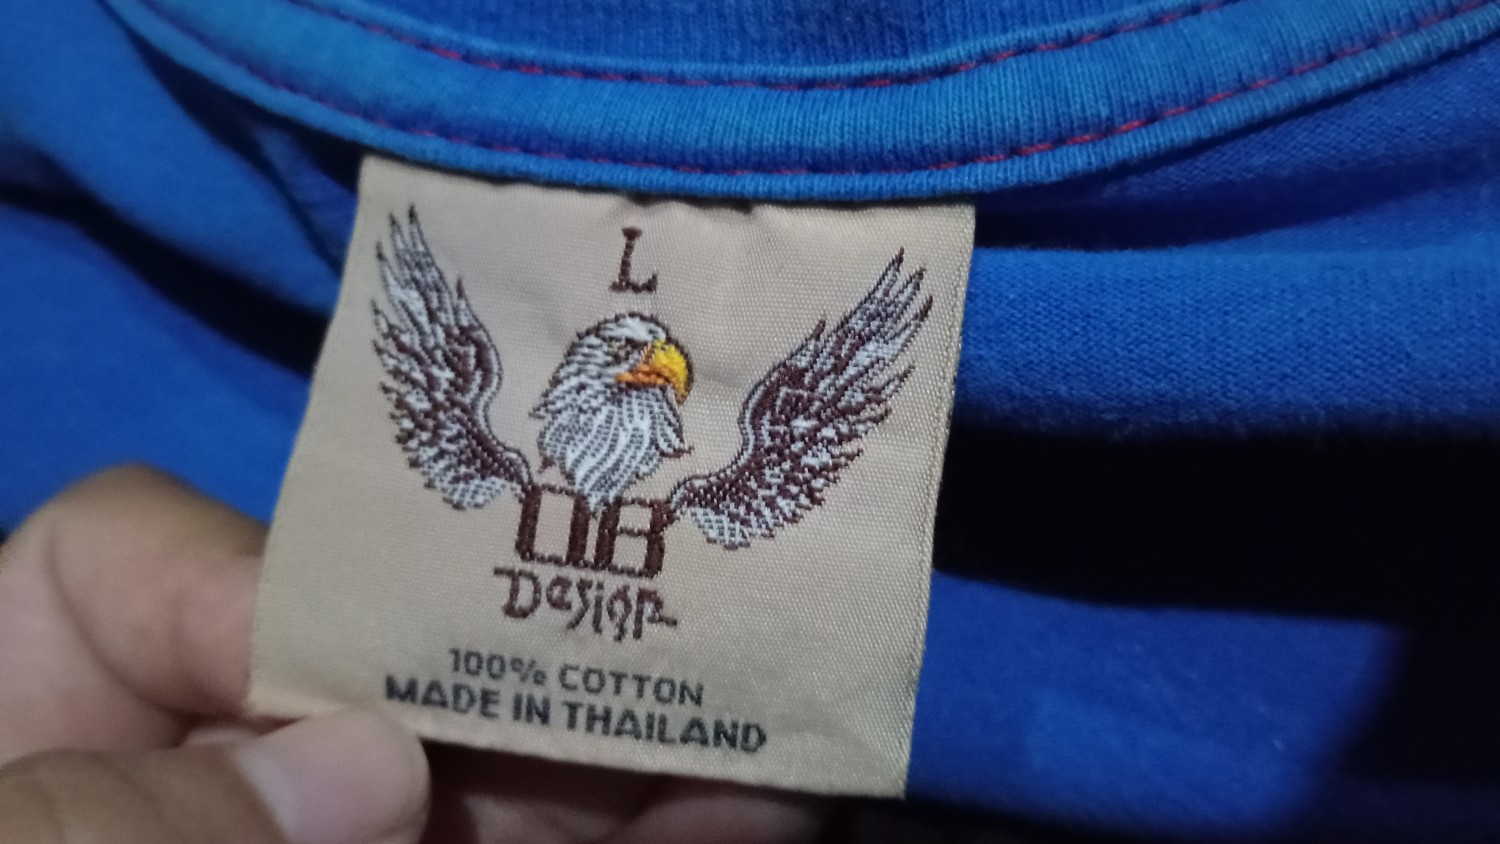 L
OB
Design
100% COTTON
MADE IN THAILAND